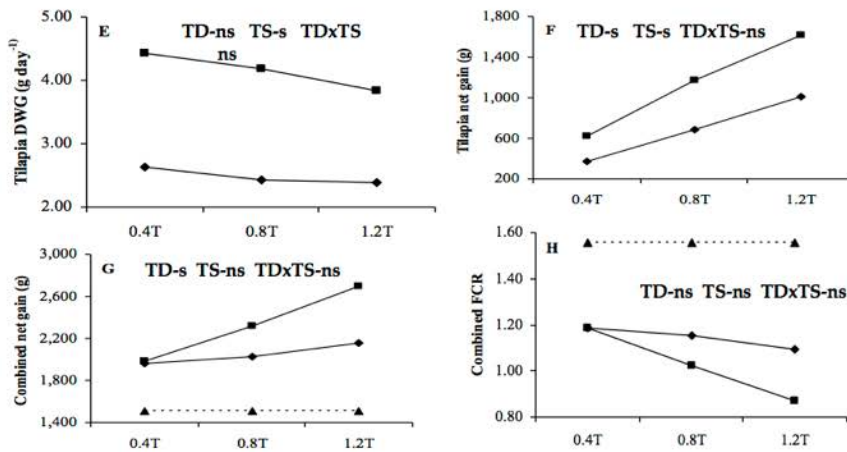 E TD-ns TS-s TDxTS
ns
Tilapia DWG (g day⁻¹)
5.00
4.00
3.00
2.00
0.4T 0.8T 1.2T
F TD-s TS-s TDxTS-ns
Tilapia net gain (g)
1,800
1,400
1,000
600
200
0.4T 0.8T 1.2T
G TD-s TS-ns TDxTS-ns
Combined net gain (g)
3,000
2,600
2,200
1,800
1,400
0.4T 0.8T 1.2T
H
TD-ns TS-ns TDxTS-ns
Combined FCR
1.60
1.40
1.20
1.00
0.80
0.4T 0.8T 1.2T